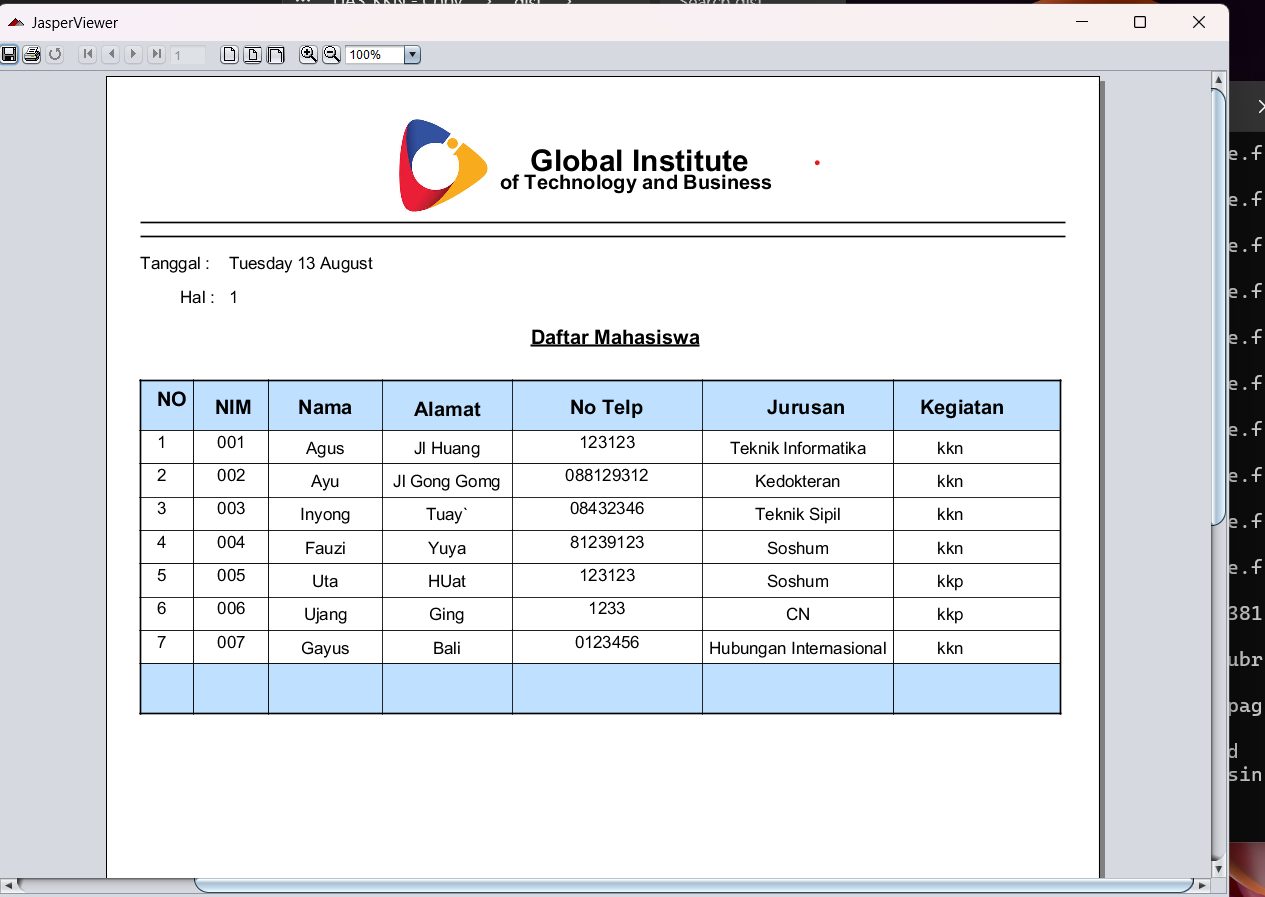 JasperViewer
1
100%
Global Institute
of Technology and Business
Tanggal : Tuesday 13 August
Hal : 1
Daftar Mahasiswa
NO NIM Nama Alamat No Telp Jurusan Kegiatan
1 001 Agus Jl Huang 123123 Teknik Informatika kkn
2 002 Ayu Jl Gong Gomg 088129312 Kedokteran kkn
3 003 Inyong Tuay` 08432346 Teknik Sipil kkn
4 004 Fauzi Yuya 81239123 Soshum kkn
5 005 Uta HUat 123123 Soshum kkp
6 006 Ujang Ging 1233 CN kkp
7 007 Gayus Bali 0123456 Hubungan Internasional kkn
e.f
e.f
e.f
e.f
e.f
e.f
e.f
e.f
e.f
e.f
381
ubr
pag
d
sin